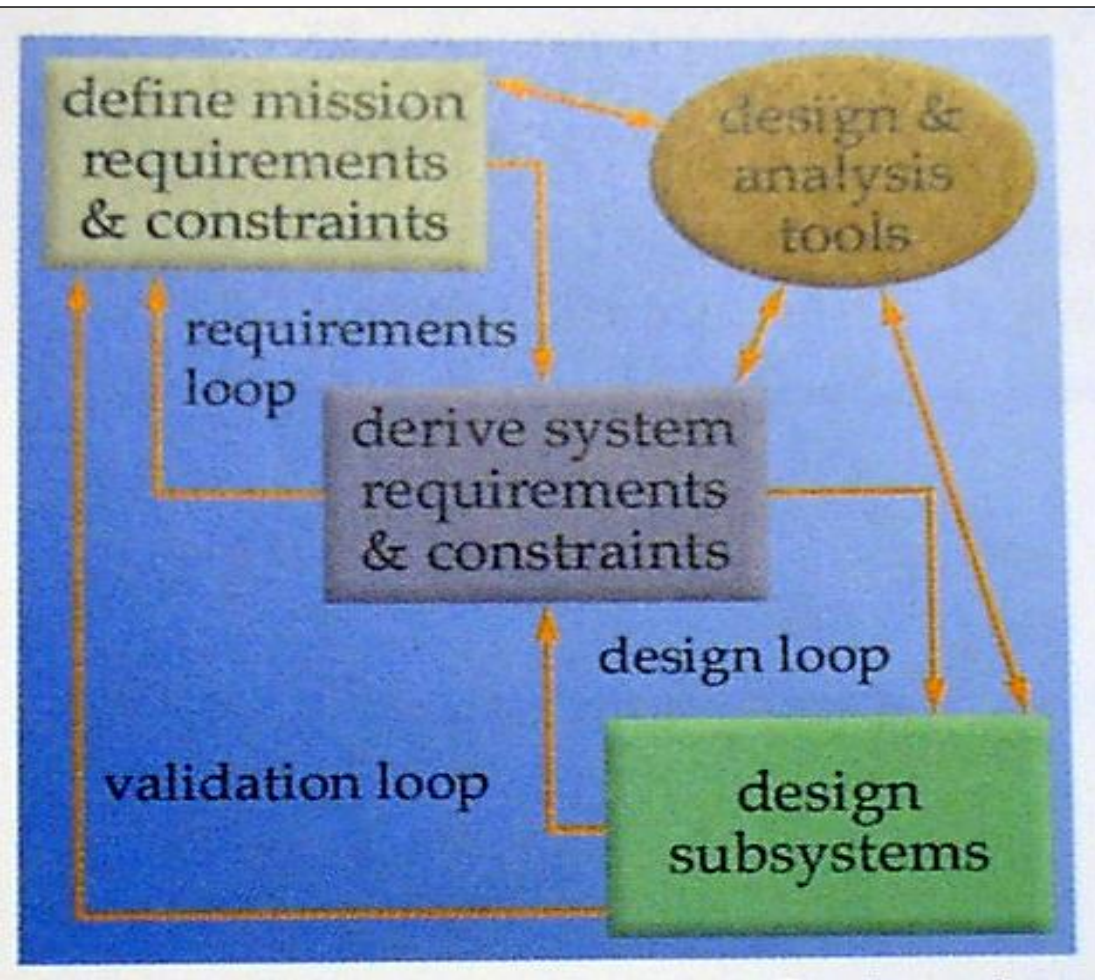 define mission
requirements
& constraints
design &
analysis
tools
requirements
loop
derive system
requirements
& constraints
design loop
validation loop
design
subsystems